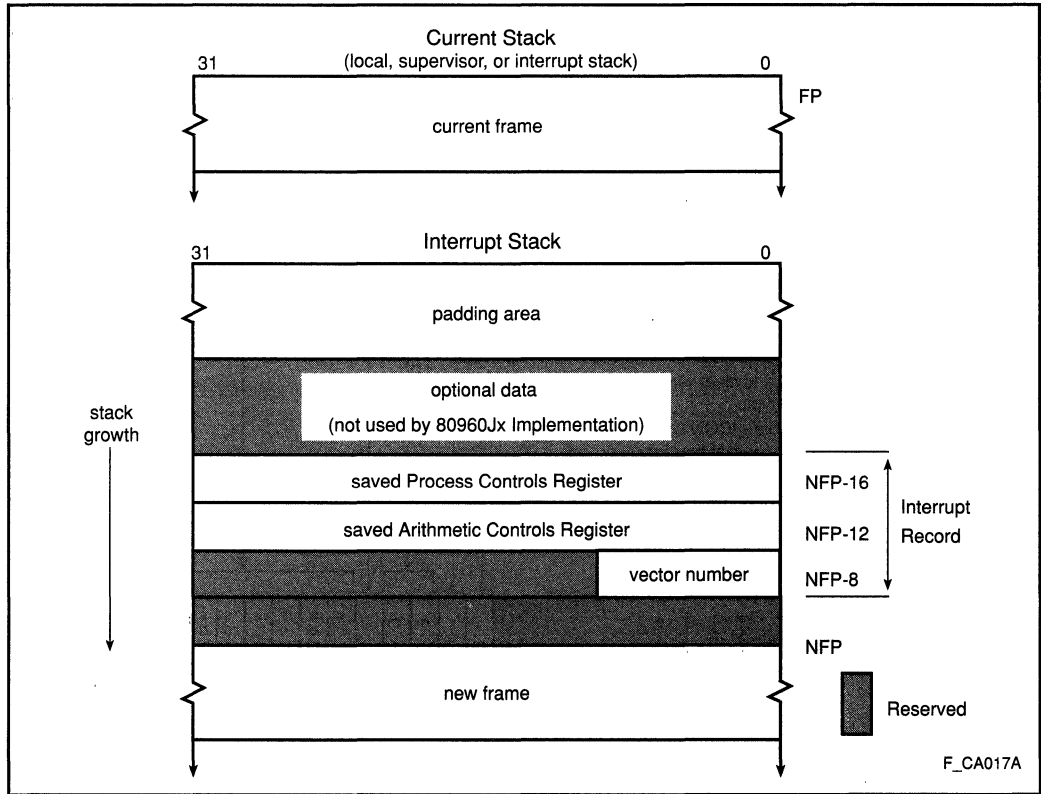 Current Stack
(local, supervisor, or interrupt stack)
31
0
FP
current frame
Interrupt Stack
31
0
padding area
optional data
(not used by 80960Jx Implementation)
stack
growth
saved Process Controls Register
NFP-16
saved Arithmetic Controls Register
NFP-12
Interrupt
Record
vector number
NFP-8
NFP
new frame
Reserved
F_CA017A